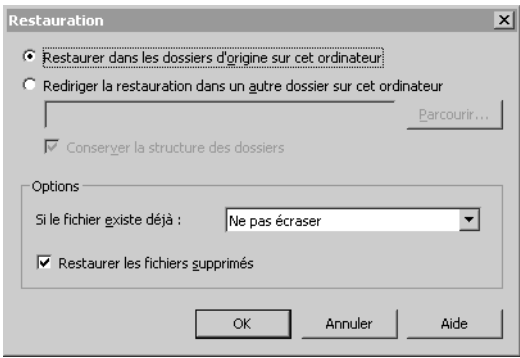 Restauration
Restaurer dans les dossiers d'origine sur cet ordinateur
Rediriger la restauration dans un autre dossier sur cet ordinateur
Parcourir...
Conserver la structure des dossiers
Options
Si le fichier existe déjà :
Ne pas écraser
Restaurer les fichiers supprimés
OK
Annuler
Aide